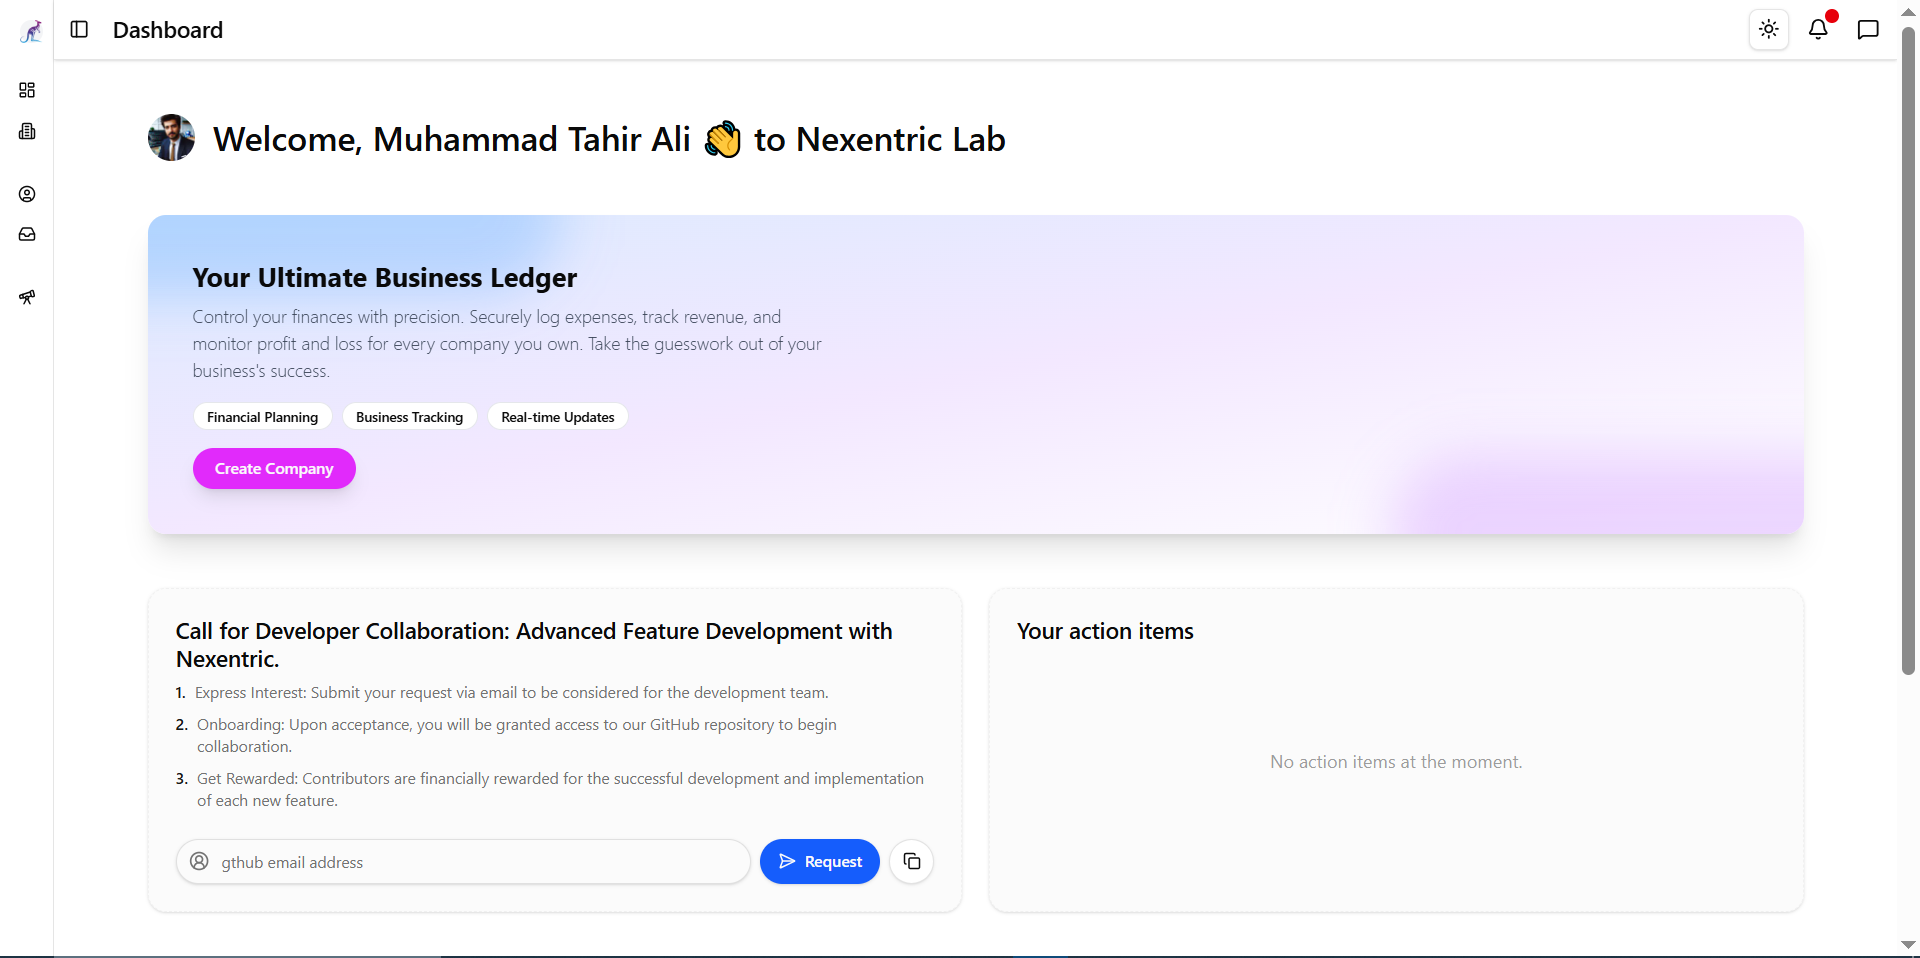 Dashboard
Welcome, Muhammad Tahir Ali 👋 to Nexentric Lab
Your Ultimate Business Ledger
Control your finances with precision. Securely log expenses, track revenue, and
monitor profit and loss for every company you own. Take the guesswork out of your
business's success.
Financial Planning
Business Tracking
Real-time Updates
Create Company
Call for Developer Collaboration: Advanced Feature Development with
Nexentric.
1. Express Interest: Submit your request via email to be considered for the development team.
2. Onboarding: Upon acceptance, you will be granted access to our GitHub repository to begin
collaboration.
3. Get Rewarded: Contributors are financially rewarded for the successful development and implementation
of each new feature.
gthub email address
Request
Your action items
No action items at the moment.